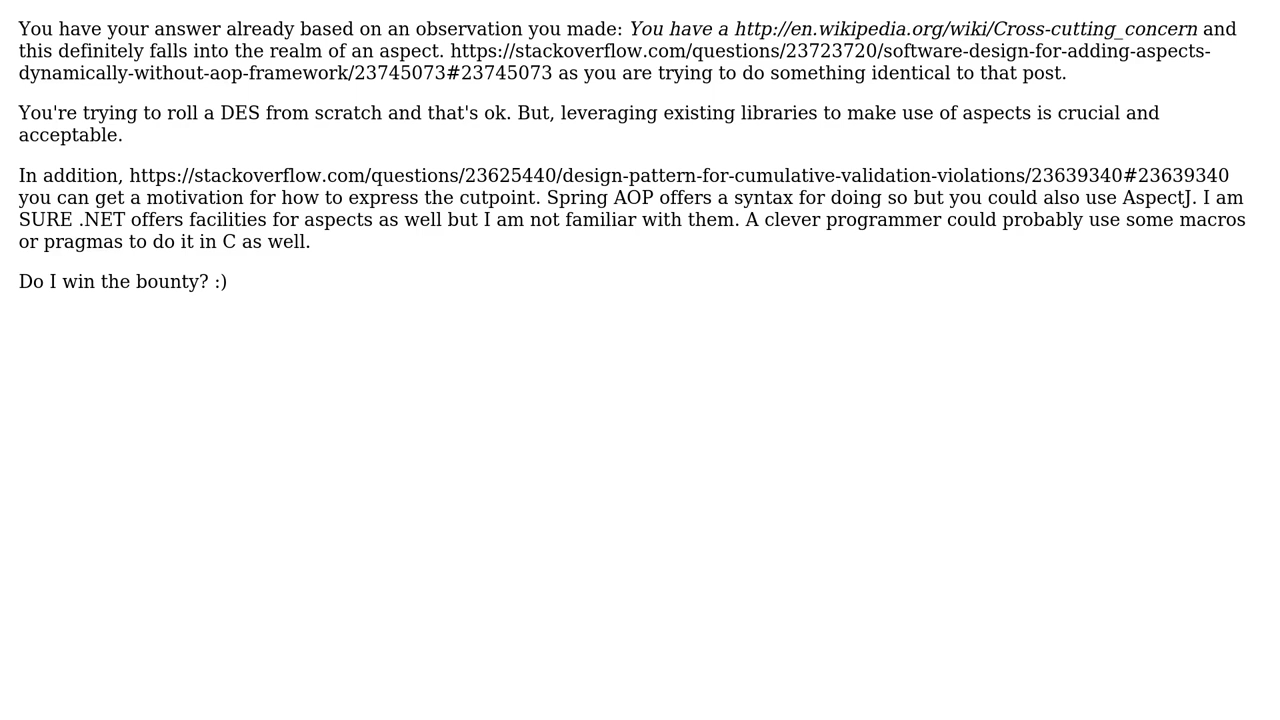 You have your answer already based on an observation you made: You have a http://en.wikipedia.org/wiki/Cross-cutting_concern and
this definitely falls into the realm of an aspect. https://stackoverflow.com/questions/23723720/software-design-for-adding-aspects-
dynamically-without-aop-framework/23745073#23745073 as you are trying to do something identical to that post.
You're trying to roll a DES from scratch and that's ok. But, leveraging existing libraries to make use of aspects is crucial and
acceptable.
In addition, https://stackoverflow.com/questions/23625440/design-pattern-for-cumulative-validation-violations/23639340#23639340
you can get a motivation for how to express the cutpoint. Spring AOP offers a syntax for doing so but you could also use AspectJ. I am
SURE .NET offers facilities for aspects as well but I am not familiar with them. A clever programmer could probably use some macros
or pragmas to do it in C as well.
Do I win the bounty? :)